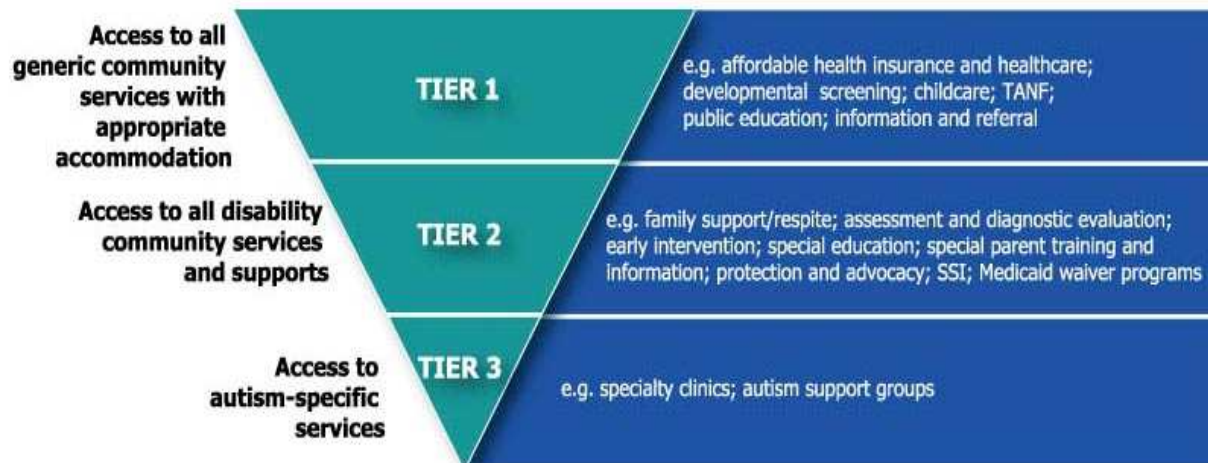 Access to all
generic community
services with
appropriate
accommodation
TIER 1
e.g. affordable health insurance and healthcare;
developmental screening; childcare; TANF;
public education; information and referral
Access to all disability
community services
and supports
TIER 2
e.g. family support/respite; assessment and diagnostic evaluation;
early intervention; special education; special parent training and
information; protection and advocacy; SSI; Medicaid waiver programs
Access to
autism-specific
services
TIER 3
e.g. specialty clinics; autism support groups